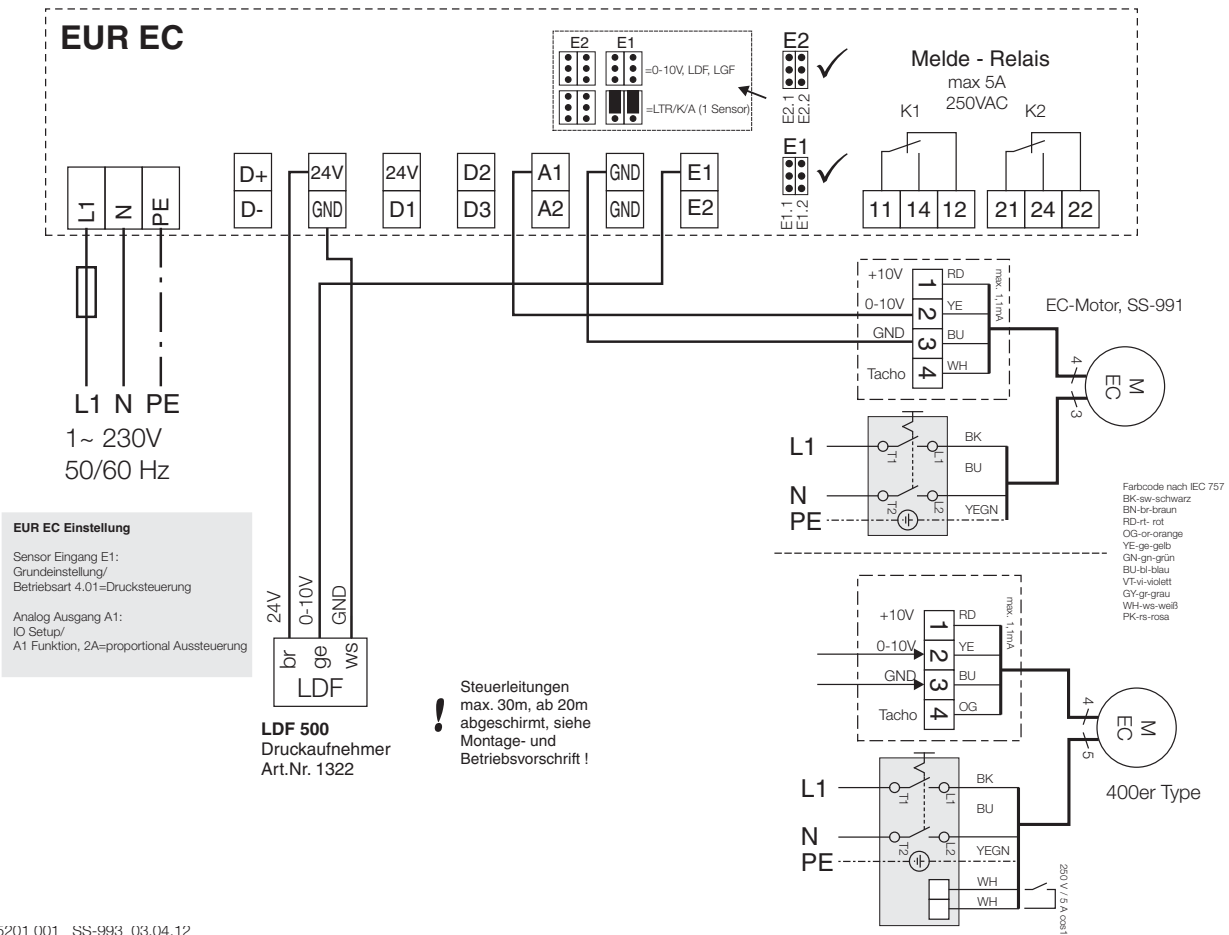 EUR EC
E2 E1
=0-10V, LDF, LGF
=LTR/K/A (1 Sensor)
E2
E2.1
E2.2
E1
E1.1
E1.2
Melde - Relais
max 5A
250VAC
K1 K2
11 14 12 21 24 22
L1 N PE
D+ 24V 24V D2 A1 GND E1
D- GND D1 D3 A2 GND E2
L1 N PE
1~ 230V
50/60 Hz
+10V 1 RD
0-10V 2 YE
GND 3 BU
Tacho 4 WH
max. 1,1mA
EC-Motor, SS-991
4
3
M
EC
L1 T1 L1 BK
BU
N T2 L2
PE YEGN
Farbcode nach IEC 757
BK-sw-schwarz
BN-br-braun
RD-rt- rot
OG-or-orange
YE-ge-gelb
GN-gn-grün
BU-bl-blau
VT-vi-violett
GY-gr-grau
WH-ws-weiß
PK-rs-rosa
EUR EC Einstellung
Sensor Eingang E1:
Grundeinstellung/
Betriebsart 4.01=Drucksteuerung
Analog Ausgang A1:
IO Setup/
A1 Funktion, 2A=proportional Aussteuerung
24V
0-10V
GND
br
ge
ws
LDF
LDF 500
Druckaufnehmer
Art.Nr. 1322
!
Steuerleitungen
max. 30m, ab 20m
abgeschirmt, siehe
Montage- und
Betriebsvorschrift !
+10V 1 RD
0-10V 2 YE
GND 3 BU
Tacho 4 OG
max. 1,1mA
4
5
M
EC
400er Type
L1 T1 L1 BK
BU
N T2 L2
PE YEGN
WH
WH
250 V / 5 A cos1
SS-993 03.04.12